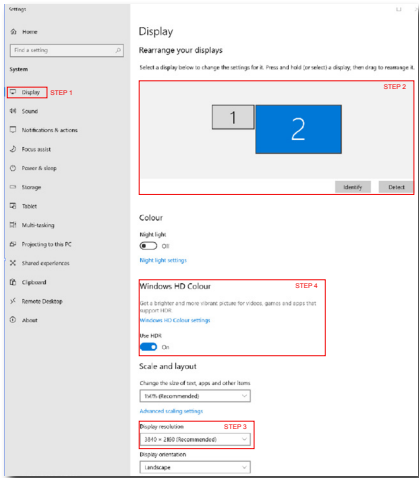 Settings
Home
Find a setting
System
Display STEP 1
Sound
Notifications & actions
Focus assist
Power & sleep
Storage
Tablet
Multi-tasking
Projecting to this PC
Shared experiences
Clipboard
Remote Desktop
About
Display
Rearrange your displays
Select a display below to change the settings for it. Press and hold (or select) a display, then drag to rearrange it.
STEP 2
1
2
Identify Detect
Colour
Night light
Off
Night light settings
Windows HD Colour STEP 4
Get a brighter and more vibrant picture for videos, games and apps that
support HDR.
Windows HD Colour settings
Use HDR
On
Scale and layout
Change the size of text, apps and other items
150% (Recommended)
Advanced scaling settings
Display resolution STEP 3
3840 × 2160 (Recommended)
Display orientation
Landscape